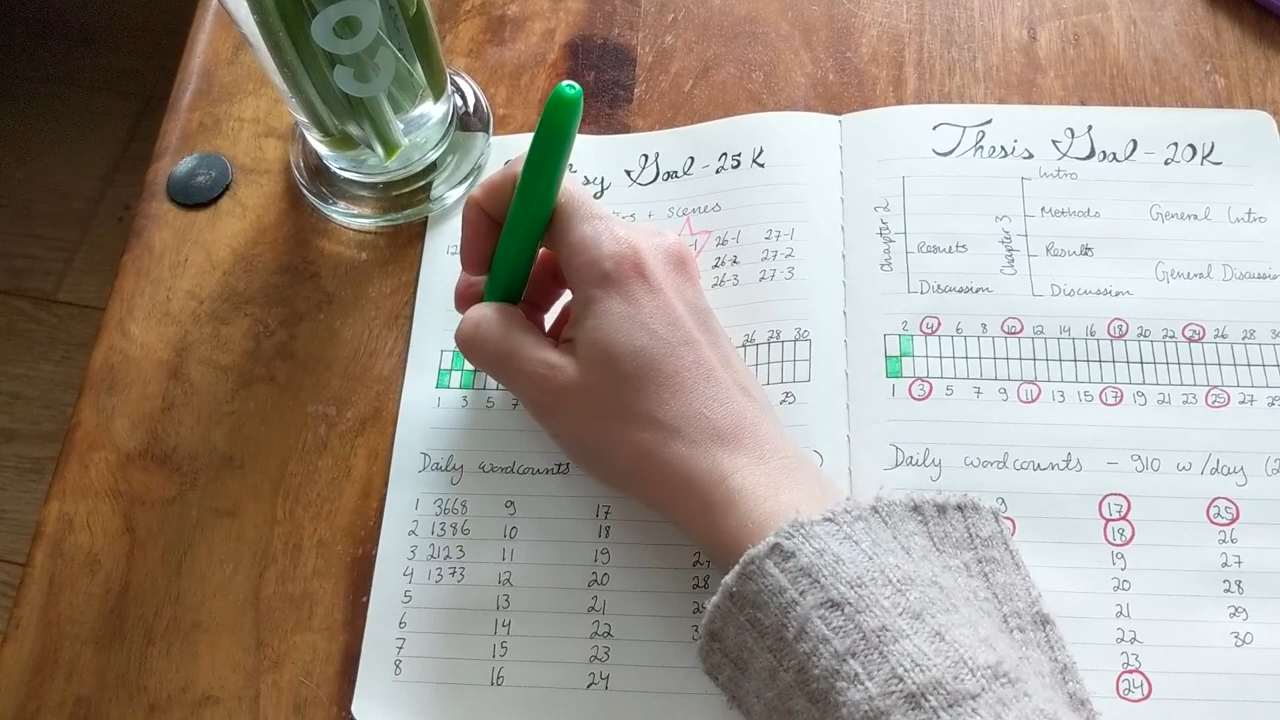 Goal - 25K
+ scenes
26-1 27-1
26-2 27-2
26-3 27-3
26 28 30
1 3 5 7
29
Daily wordcounts
1 3668 9 17
2 1386 10 18
3 2123 11 19
4 1373 12 20 28
5 13 21
6 14 22
7 15 23
8 16 24
Thesis Goal - 20K
Chapter 2
Results
Discussion
Chapter 3
Intro
Methods
Results
Discussion
General Intro
General
2 4 6 8 10 12 14 16 18 20 22 24 26 28
1 3 5 7 9 11 13 15 17 19 21 23 25 27
Daily wordcounts - 910 w/day
9 17 25
18 26
19 27
20 28
21 29
22 30
23
24